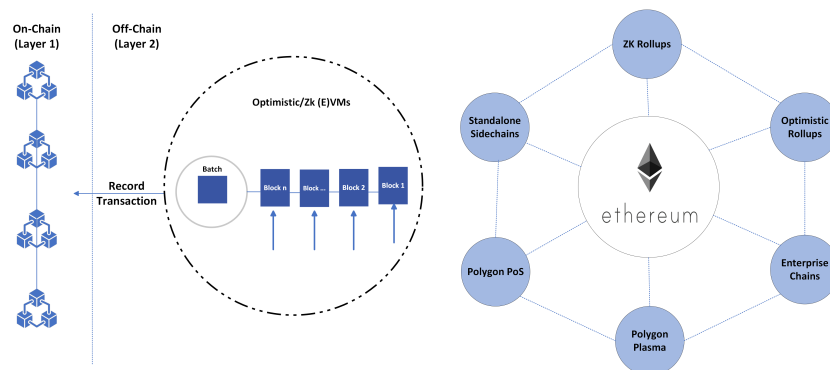 On-Chain
(Layer 1)
Off-Chain
(Layer 2)
Optimistic/Zk (E)VMs
Batch
Block n
Block ...
Block 2
Block 1
Record
Transaction
ZK Rollups
Standalone
Sidechains
Optimistic
Rollups
ethereum
Polygon PoS
Enterprise
Chains
Polygon
Plasma